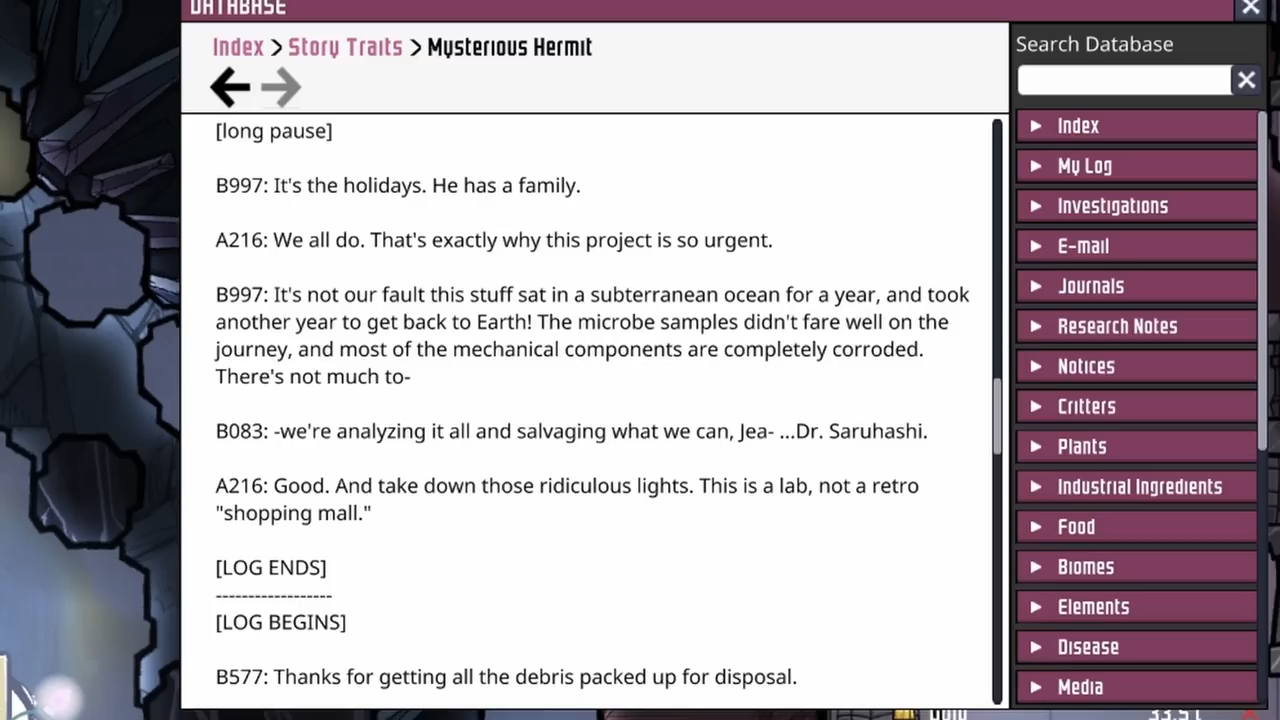 DATABASE
Index > Story Traits > Mysterious Hermit
Search Database
[long pause]
B997: It's the holidays. He has a family.
A216: We all do. That's exactly why this project is so urgent.
B997: It's not our fault this stuff sat in a subterranean ocean for a year, and took
another year to get back to Earth! The microbe samples didn't fare well on the
journey, and most of the mechanical components are completely corroded.
There's not much to-
B083: -we're analyzing it all and salvaging what we can, Jea- ...Dr. Saruhashi.
A216: Good. And take down those ridiculous lights. This is a lab, not a retro
"shopping mall."
[LOG ENDS]
------------------
[LOG BEGINS]
B577: Thanks for getting all the debris packed up for disposal.
Index
My Log
Investigations
E-mail
Journals
Research Notes
Notices
Critters
Plants
Industrial Ingredients
Food
Biomes
Elements
Disease
Media